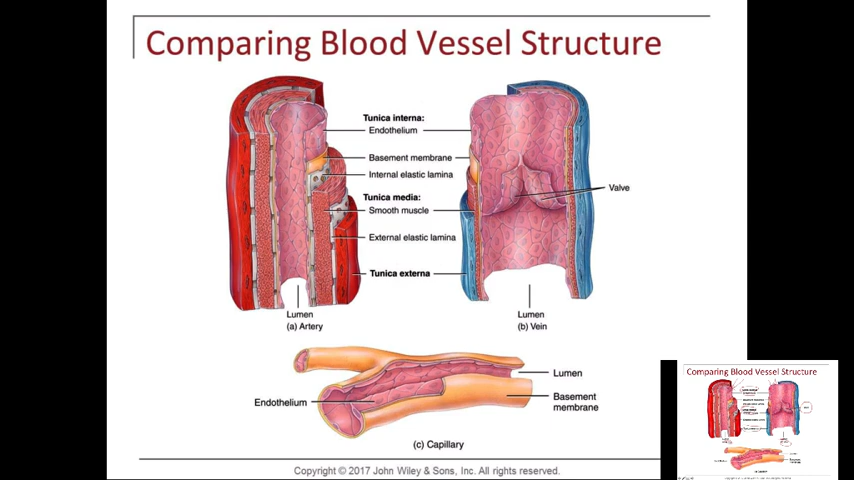 Comparing Blood Vessel Structure
Tunica interna:
Endothelium
Basement membrane
Internal elastic lamina
Tunica media:
Smooth muscle
External elastic lamina
Tunica externa
Valve
Lumen
(a) Artery
Lumen
(b) Vein
Endothelium
Lumen
Basement
membrane
(c) Capillary
Copyright © 2017 John Wiley & Sons, Inc. All rights reserved.
Comparing Blood Vessel Structure